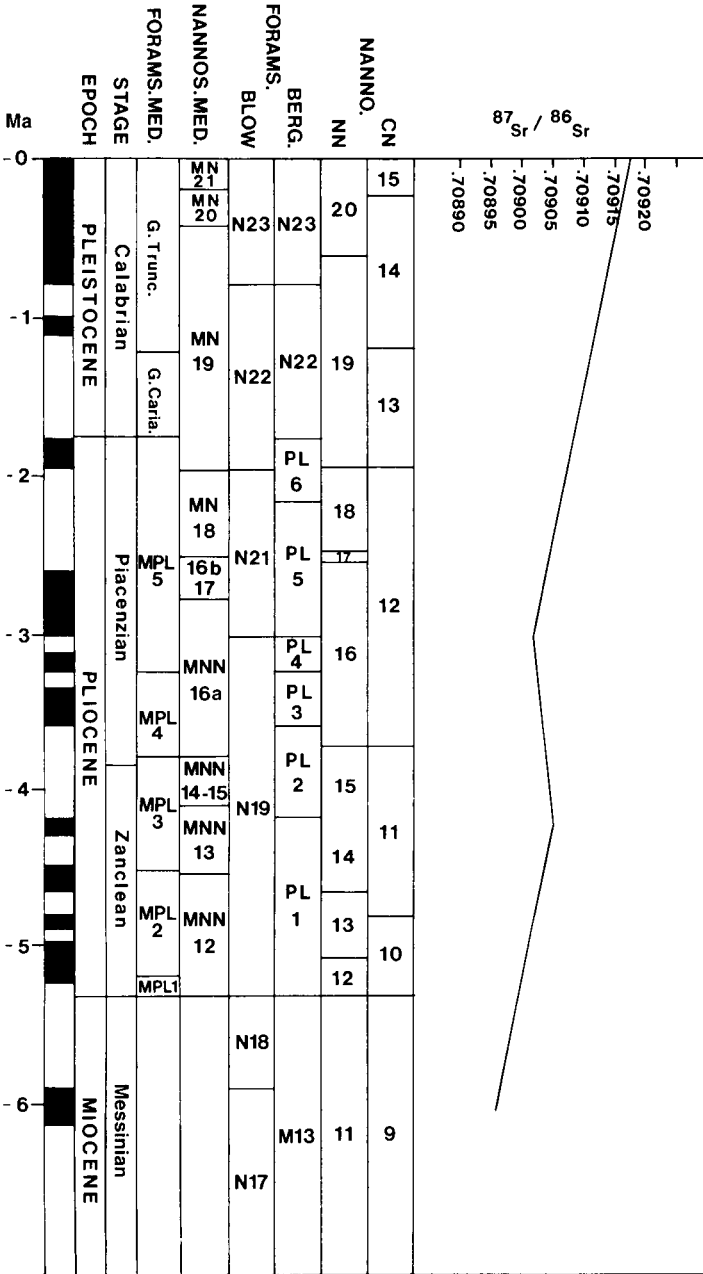 Ma
EPOCH
STAGE
FORAMS.MED.
NANNOS.MED.
FORAMS.
BLOW
BERG.
NANNO.
NN
CN
87Sr / 86Sr
.70890
.70895
.70900
.70905
.70910
.70915
.70920
-0
-1
-2
-3
-4
-5
-6
PLEISTOCENE
PLIOCENE
MIOCENE
Calabrian
Piacenzian
Zanclean
Messinian
G. Trunc.
G. Caria.
MPL
5
MPL
4
MPL
3
MPL
2
MPL1
MN
21
MN
20
MN
19
MN
18
16b
17
MNN
16a
MNN
14-15
MNN
13
MNN
12
N23
N22
N21
N19
N18
N17
N23
N22
PL
6
PL
5
PL
4
PL
3
PL
2
PL
1
M13
20
19
18
17
16
15
14
13
12
11
15
14
13
12
11
10
9